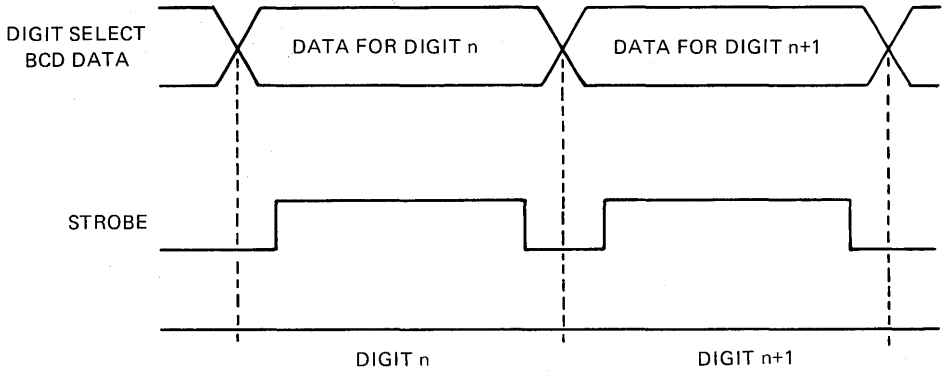 DIGIT SELECT
BCD DATA
DATA FOR DIGIT n
DATA FOR DIGIT n+1
STROBE
DIGIT n
DIGIT n+1